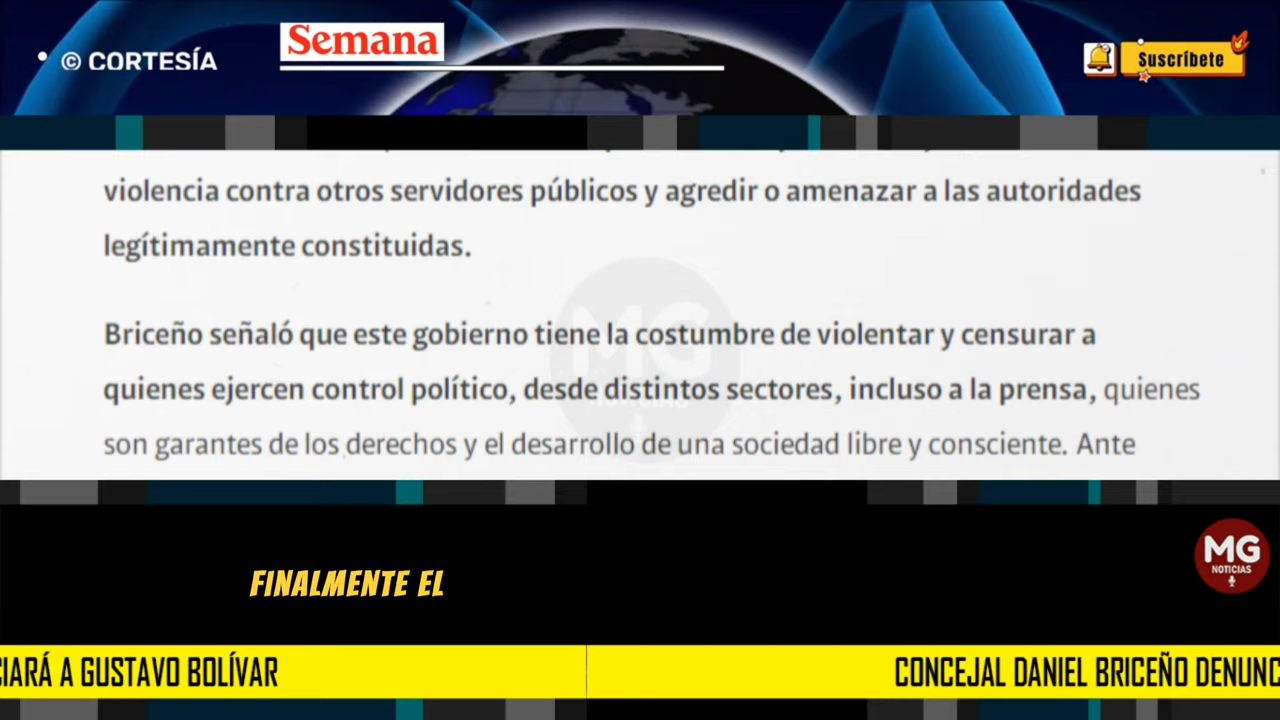 © CORTESÍA
Semana
Suscríbete
violencia contra otros servidores públicos y agredir o amenazar a las autoridades
legítimamente constituidas.
Briceño señaló que este gobierno tiene la costumbre de violentar y censurar a
quienes ejercen control político, desde distintos sectores, incluso a la prensa, quienes
son garantes de los derechos y el desarrollo de una sociedad libre y consciente. Ante
MG
NOTICIAS
FINALMENTE EL
CIARÁ A GUSTAVO BOLÍVAR
CONCEJAL DANIEL BRICEÑO DENUNC